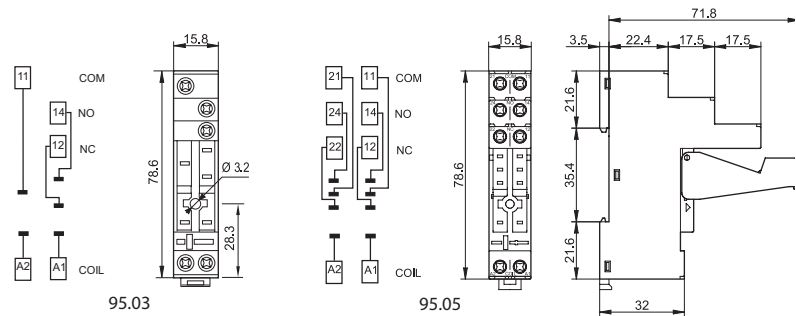 71.8
15.8
15.8
3.5 22.4 17.5 17.5
11 COM
14 NO
12 NC
78.6
Ø 3.2
28.3
A2 A1 COIL
95.03
21 11 COM
24 14 NO
22 12 NC
78.6
A2 A1 COIL
95.05
21.6
35.4
21.6
32